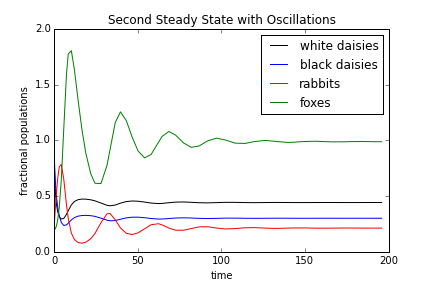 Second Steady State with Oscillations
2.0
1.5
1.0
0.5
0.0
fractional populations
white daisies
black daisies
rabbits
foxes
0
50
100
150
200
time